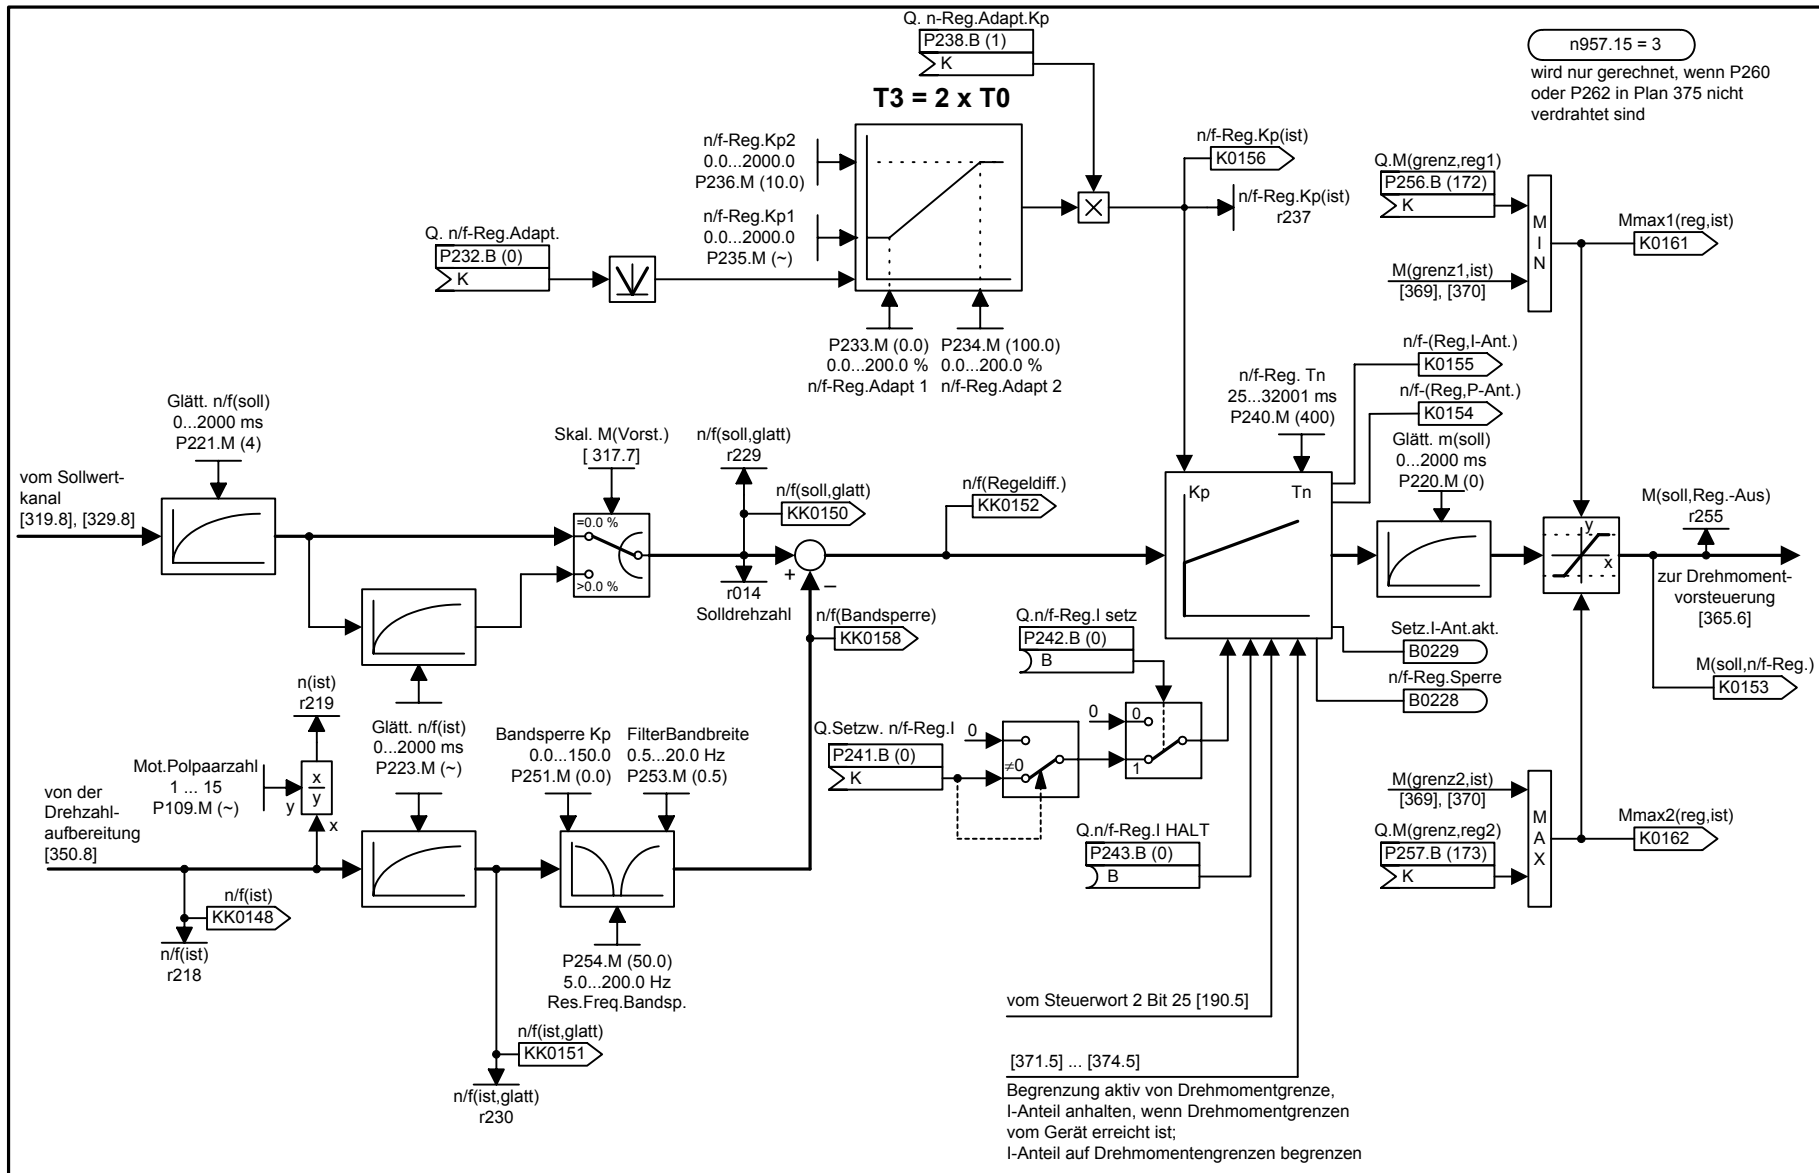 Q. n-Reg.Adapt.Kp
P238.B (1)
K
T3 = 2 x T0
n957.15 = 3
wird nur gerechnet, wenn P260
oder P262 in Plan 375 nicht
verdrahtet sind
n/f-Reg.Kp2
0.0...2000.0
P236.M (10.0)
n/f-Reg.Kp1
0.0...2000.0
P235.M (~)
Q. n/f-Reg.Adapt.
P232.B (0)
K
P233.M (0.0)
0.0...200.0 %
n/f-Reg.Adapt 1
P234.M (100.0)
0.0...200.0 %
n/f-Reg.Adapt 2
n/f-Reg.Kp(ist)
K0156
n/f-Reg.Kp(ist)
r237
Q.M(grenz,reg1)
P256.B (172)
K
M(grenz1,ist)
[369], [370]
M
I
N
Mmax1(reg,ist)
K0161
Glätt. n/f(soll)
0...2000 ms
P221.M (4)
vom Sollwert-
kanal
[319.8], [329.8]
Skal. M(Vorst.)
[ 317.7]
=0.0 %
>0.0 %
n/f(soll,glatt)
r229
n/f(soll,glatt)
KK0150
r014
Solldrehzahl
+
–
n/f(Regeldiff.)
KK0152
n/f(Bandsperre)
KK0158
n/f-Reg. Tn
25...32001 ms
P240.M (400)
Kp
Tn
n/f-(Reg,I-Ant.)
K0155
n/f-(Reg,P-Ant.)
K0154
Glätt. m(soll)
0...2000 ms
P220.M (0)
y
x
M(soll,Reg.-Aus)
r255
zur Drehmoment-
vorsteuerung
[365.6]
M(soll,n/f-Reg.)
K0153
Setz.I-Ant.akt.
B0229
n/f-Reg.Sperre
B0228
Q.n/f-Reg.I setz
P242.B (0)
B
Q.Setzw. n/f-Reg.I
P241.B (0)
K
0
≠0
0
0
1
Q.n/f-Reg.I HALT
P243.B (0)
B
M(grenz2,ist)
[369], [370]
Q.M(grenz,reg2)
P257.B (173)
K
M
A
X
Mmax2(reg,ist)
K0162
n(ist)
r219
Mot.Polpaarzahl
1 ... 15
P109.M (~)
y
x
y
x
von der
Drehzahl-
aufbereitung
[350.8]
Glätt. n/f(ist)
0...2000 ms
P223.M (~)
Bandsperre Kp
0.0...150.0
P251.M (0.0)
FilterBandbreite
0.5...20.0 Hz
P253.M (0.5)
n/f(ist)
KK0148
n/f(ist)
r218
P254.M (50.0)
5.0...200.0 Hz
Res.Freq.Bandsp.
n/f(ist,glatt)
KK0151
n/f(ist,glatt)
r230
vom Steuerwort 2 Bit 25 [190.5]
[371.5] ... [374.5]
Begrenzung aktiv von Drehmomentgrenze,
I-Anteil anhalten, wenn Drehmomentgrenzen
vom Gerät erreicht ist;
I-Anteil auf Drehmomentengrenzen begrenzen